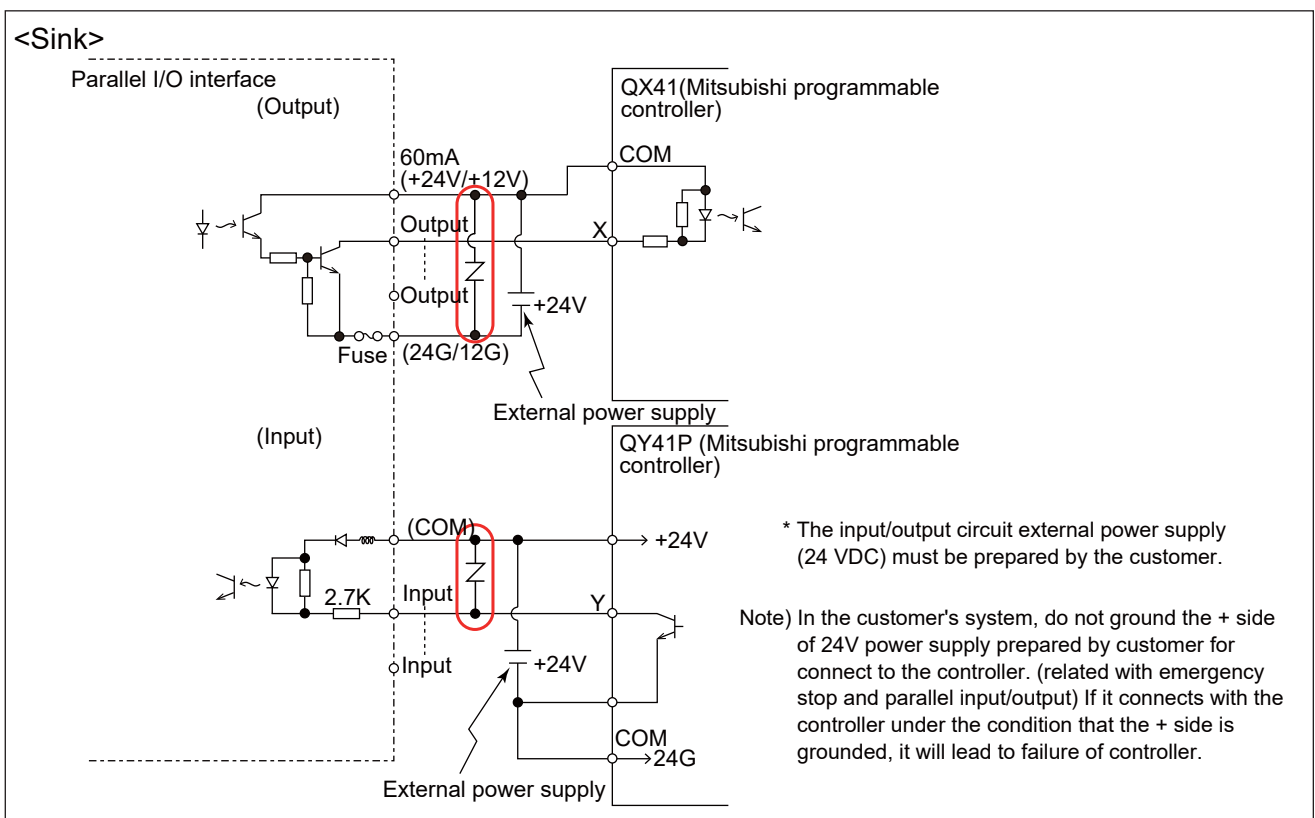 <Sink>
Parallel I/O interface
(Output)
QX41(Mitsubishi programmable
controller)
60mA
(+24V/+12V)
COM
Output
X
Output
+24V
Fuse
(24G/12G)
External power supply
(Input)
QY41P (Mitsubishi programmable
controller)
(COM)
+24V
2.7K
Input
Y
Input
+24V
COM
24G
External power supply
* The input/output circuit external power supply
(24 VDC) must be prepared by the customer.
Note) In the customer's system, do not ground the + side
of 24V power supply prepared by customer for
connect to the controller. (related with emergency
stop and parallel input/output) If it connects with the
controller under the condition that the + side is
grounded, it will lead to failure of controller.